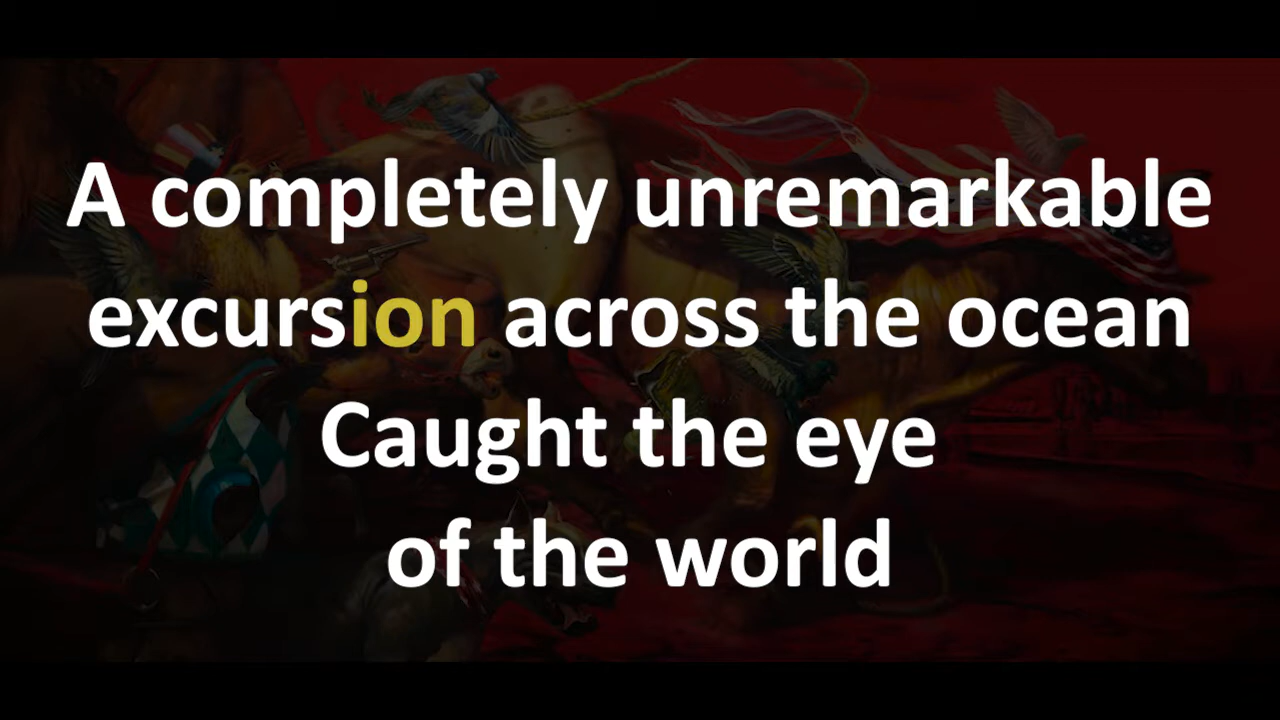 A completely unremarkable
excursion across the ocean
Caught the eye
of the world